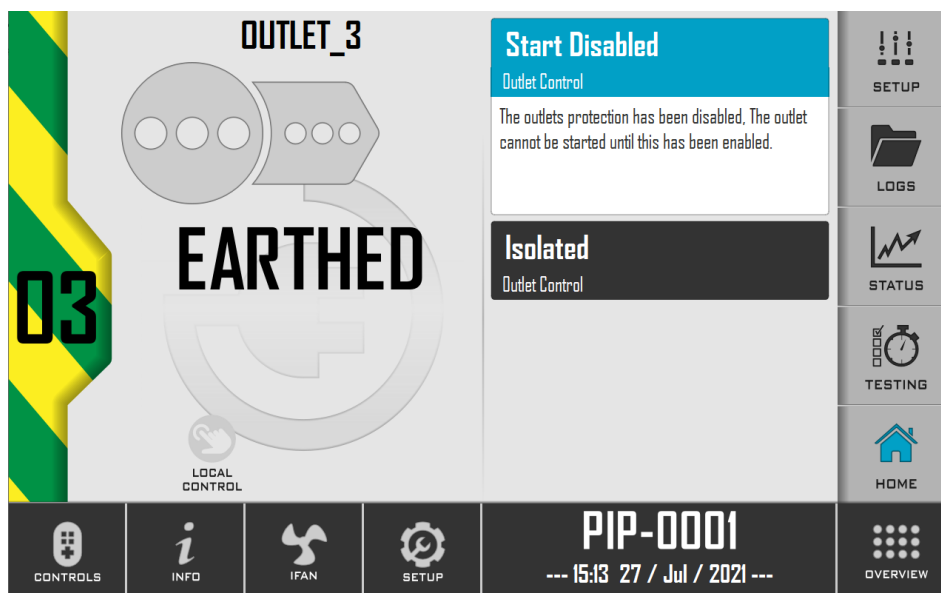 OUTLET_3
03
EARTHED
LOCAL
CONTROL
Start Disabled
Outlet Control
The outlets protection has been disabled, The outlet
cannot be started until this has been enabled.
Isolated
Outlet Control
SETUP
LOGS
STATUS
TESTING
HOME
CONTROLS
INFO
IFAN
SETUP
PIP-0001
--- 15:13 27 / Jul / 2021 ---
OVERVIEW